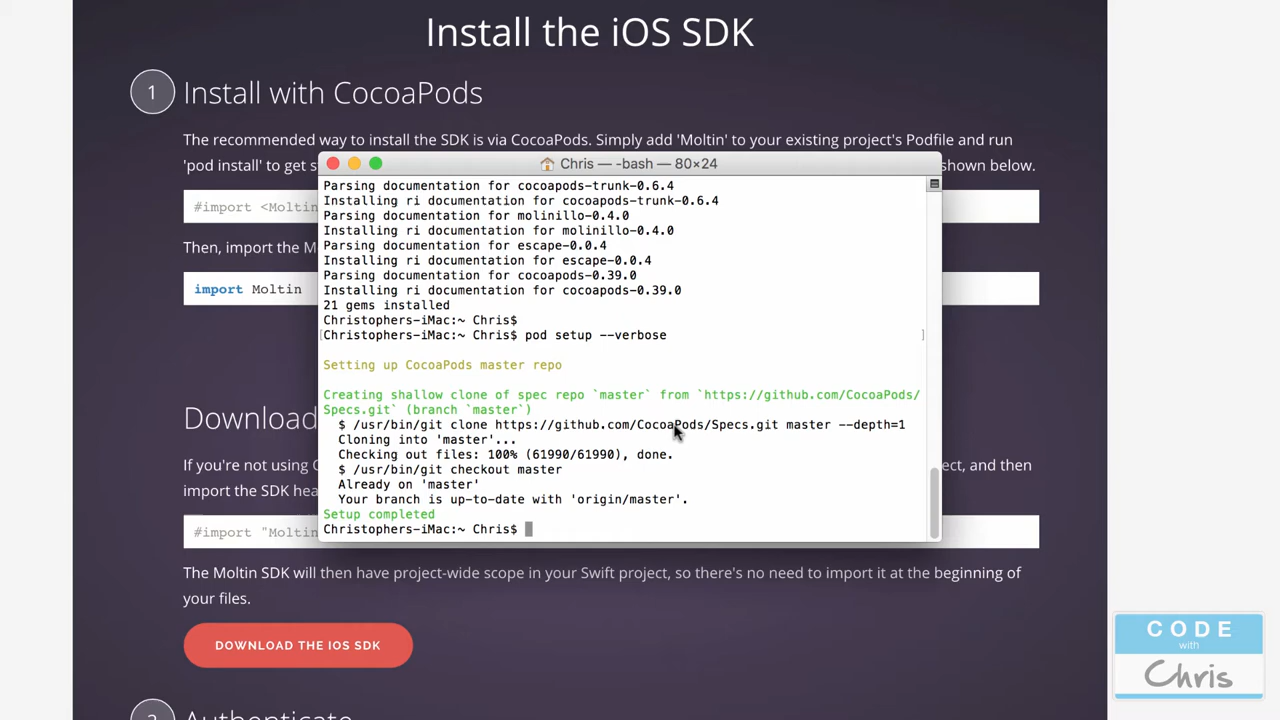 Install the iOS SDK
1 Install with CocoaPods
The recommended way to install the SDK is via CocoaPods. Simply add 'Moltin' to your existing project's Podfile and run
'pod install' to get s
shown below.
#import <Moltin
Then, import the M
import Moltin
Chris — -bash — 80×24
Parsing documentation for cocoapods-trunk-0.6.4
Installing ri documentation for cocoapods-trunk-0.6.4
Parsing documentation for molinillo-0.4.0
Installing ri documentation for molinillo-0.4.0
Parsing documentation for escape-0.0.4
Installing ri documentation for escape-0.0.4
Parsing documentation for cocoapods-0.39.0
Installing ri documentation for cocoapods-0.39.0
21 gems installed
Christophers-iMac:~ Chris$
[Christophers-iMac:~ Chris$ pod setup --verbose ]
Setting up CocoaPods master repo
Creating shallow clone of spec repo `master` from `https://github.com/CocoaPods/
Specs.git` (branch `master`)
$ /usr/bin/git clone https://github.com/CocoaPods/Specs.git master --depth=1
Cloning into 'master'...
Checking out files: 100% (61990/61990), done.
$ /usr/bin/git checkout master
Already on 'master'
Your branch is up-to-date with 'origin/master'.
Setup completed
Christophers-iMac:~ Chris$
Download
If you're not using C
ect, and then
import the SDK hea
#import "Moltin
The Moltin SDK will then have project-wide scope in your Swift project, so there's no need to import it at the beginning of
your files.
DOWNLOAD THE IOS SDK
2 Authenticate
CODE
with
Chris